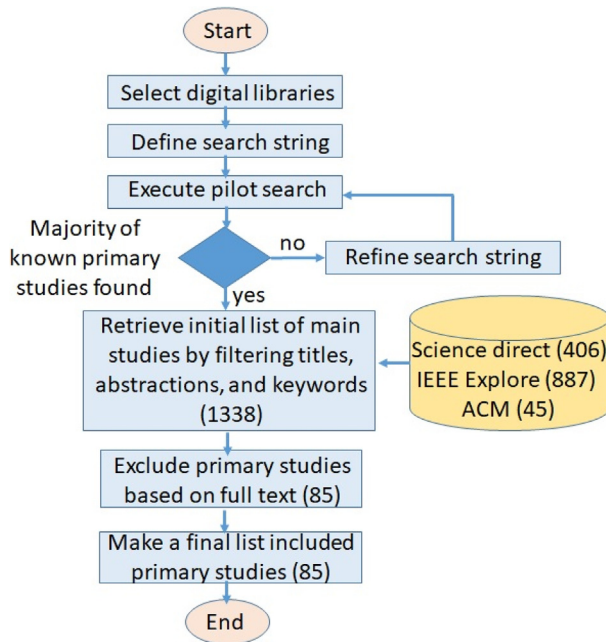 Start
Select digital libraries
Define search string
Execute pilot search
Majority of
known primary
studies found
no
Refine search string
yes
Retrieve initial list of main
studies by filtering titles,
abstractions, and keywords
(1338)
Science direct (406)
IEEE Explore (887)
ACM (45)
Exclude primary studies
based on full text (85)
Make a final list included
primary studies (85)
End